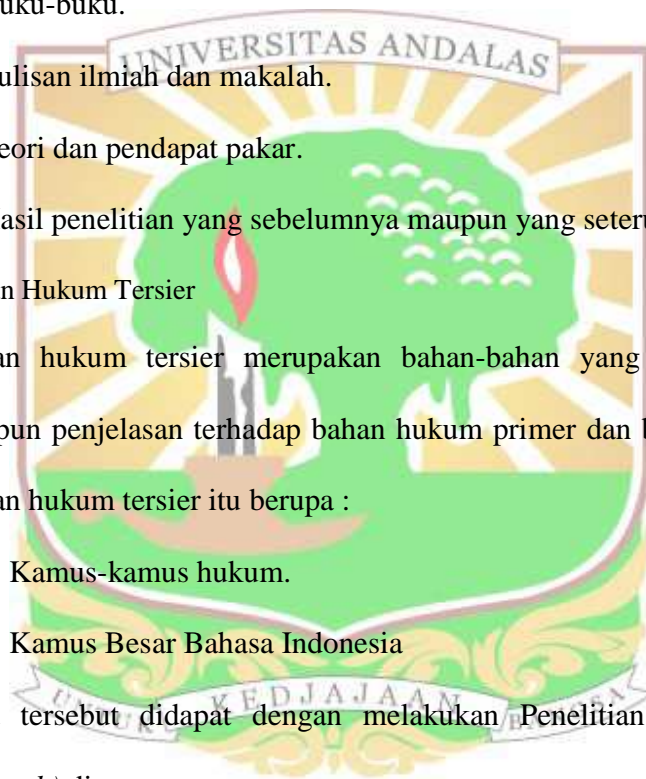 uku-buku.
UNIVERSITAS ANDALAS
ulisan ilmiah dan makalah.
eori dan pendapat pakar.
asil penelitian yang sebelumnya maupun yang seteru
n Hukum Tersier
an hukum tersier merupakan bahan-bahan yang
pun penjelasan terhadap bahan hukum primer dan b
an hukum tersier itu berupa :
Kamus-kamus hukum.
Kamus Besar Bahasa Indonesia
UNTUK KEDJAJAAN BANGSA
tersebut didapat dengan melakukan Penelitian